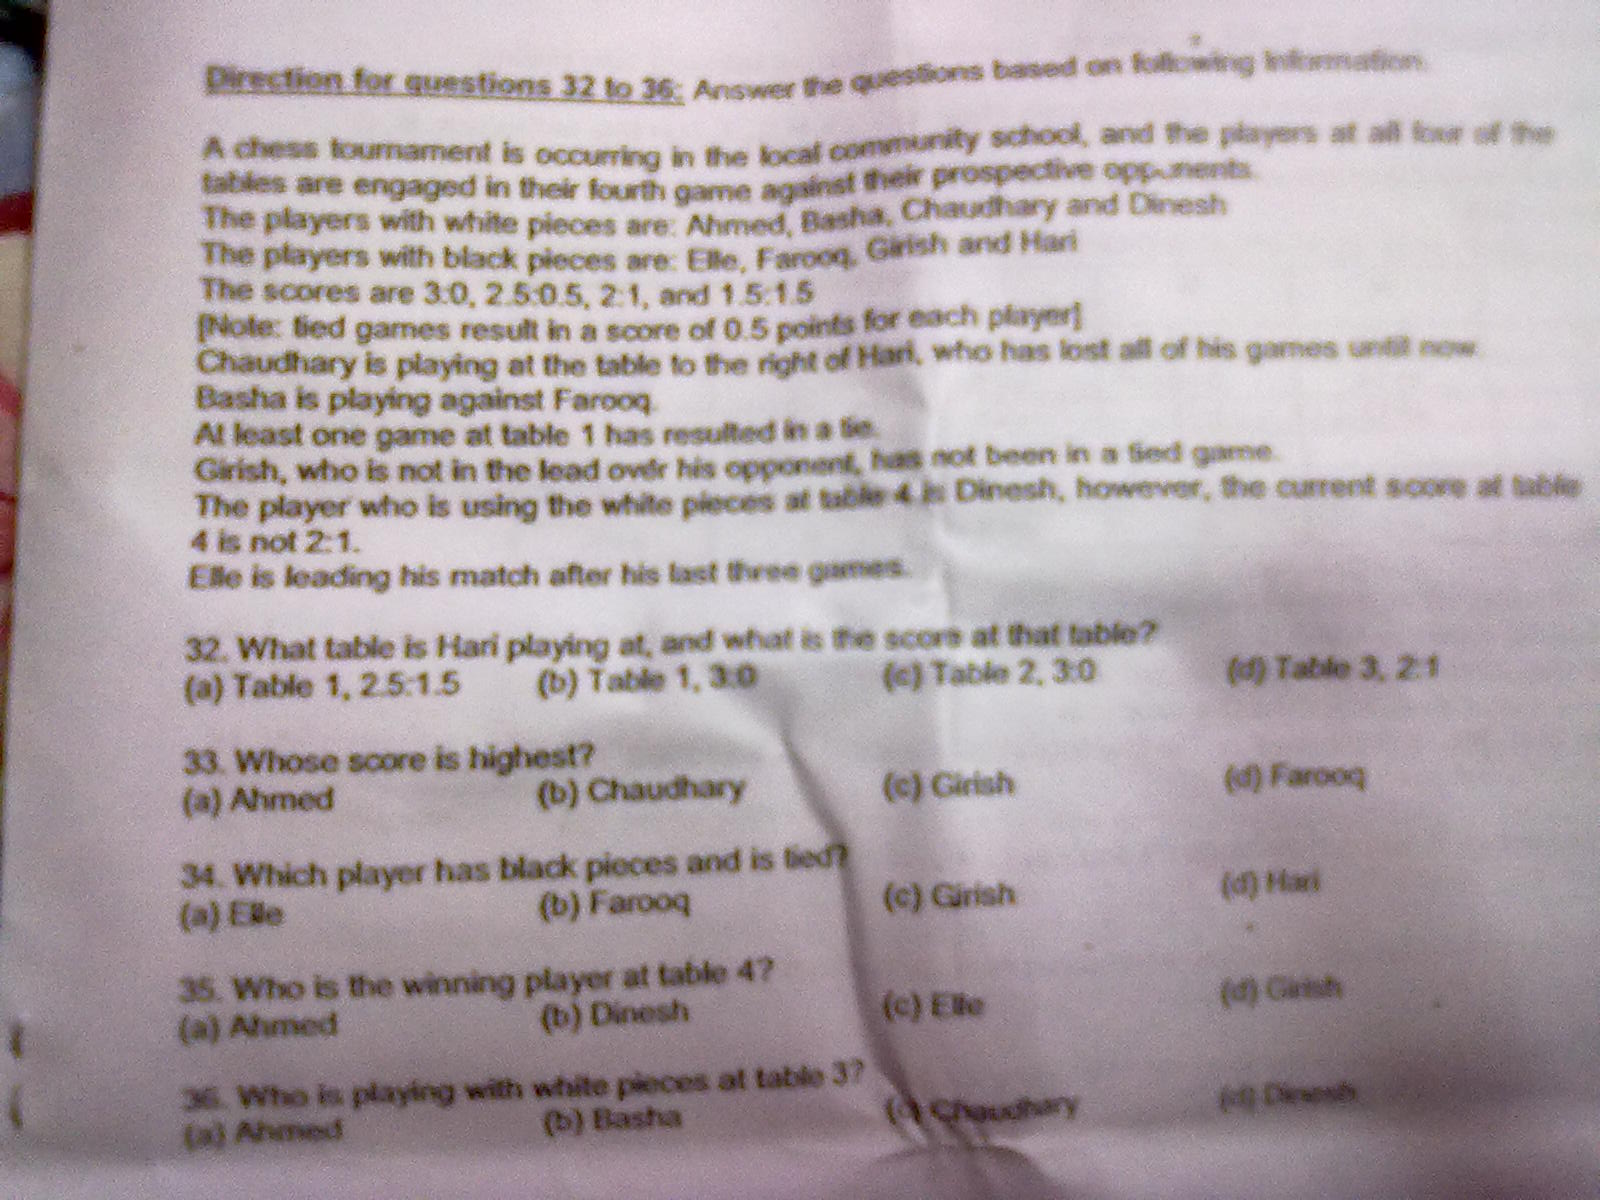 Direction for questions 32 to 36: Answer the questions based on following information.
A chess tournament is occurring in the local community school, and the players at all four of the
tables are engaged in their fourth game against their prospective opponents.
The players with white pieces are: Ahmed, Basha, Chaudhary and Dinesh
The players with black pieces are: Elle, Farooq, Girish and Hari
The scores are 3:0, 2.5:0.5, 2:1, and 1.5:1.5
[Note: tied games result in a score of 0.5 points for each player]
Chaudhary is playing at the table to the right of Hari, who has lost all of his games until now.
Basha is playing against Farooq.
At least one game at table 1 has resulted in a tie.
Girish, who is not in the lead over his opponent, has not been in a tied game.
The player who is using the white pieces at table 4 is Dinesh, however, the current score at table
4 is not 2:1.
Elle is leading his match after his last three games.
32. What table is Hari playing at, and what is the score at that table?
(a) Table 1, 2.5:1.5 (b) Table 1, 3:0 (c) Table 2, 3:0 (d) Table 3, 2:1
33. Whose score is highest?
(a) Ahmed (b) Chaudhary (c) Girish (d) Farooq
34. Which player has black pieces and is tied?
(a) Elle (b) Farooq (c) Girish (d) Hari
35. Who is the winning player at table 4?
(a) Ahmed (b) Dinesh (c) Elle (d) Girish
36. Who is playing with white pieces at table 3?
(a) Ahmed (b) Basha (c) Chaudhary (d) Dinesh